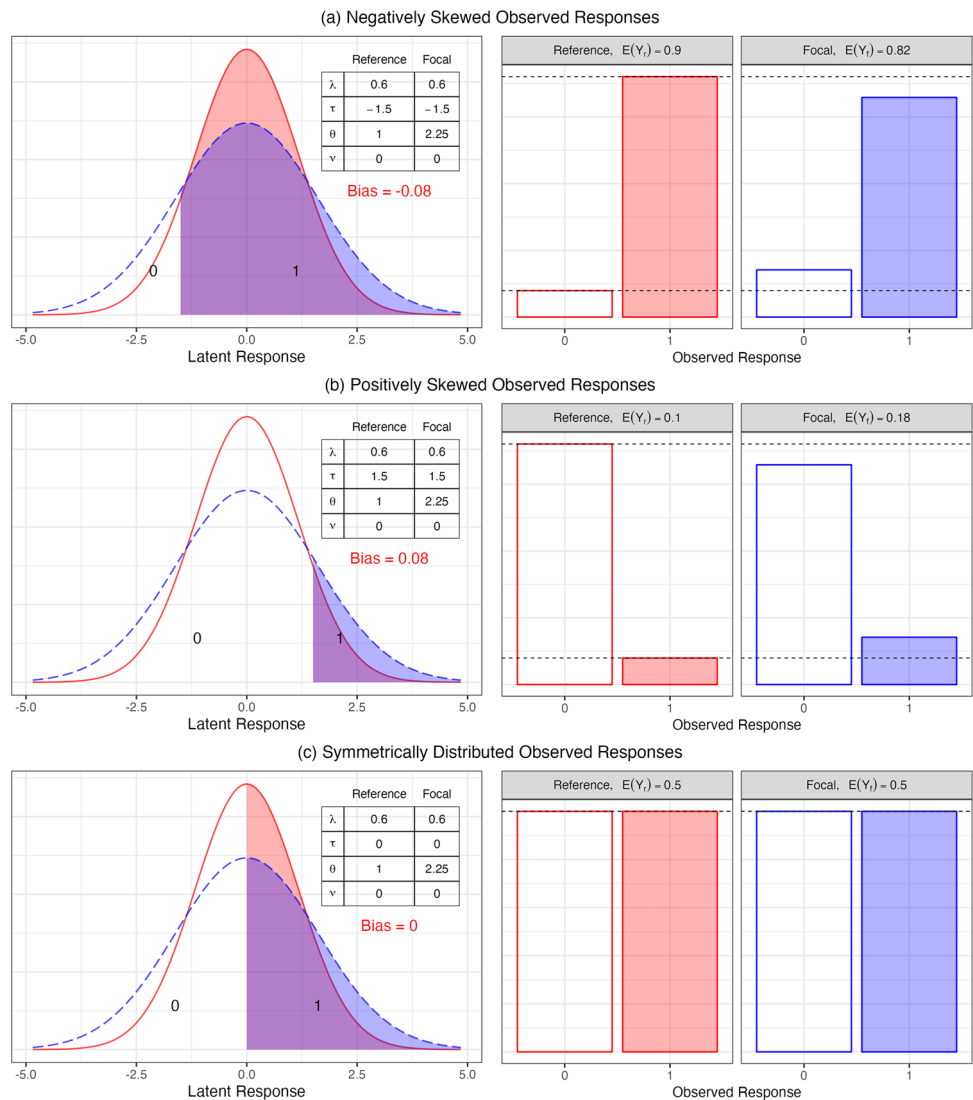 (a) Negatively Skewed Observed Responses
Reference Focal
λ 0.6 0.6
τ −1.5 −1.5
θ 1 2.25
ν 0 0
Bias = -0.08
0 1
-5.0 -2.5 0.0 2.5 5.0
Latent Response
Reference, E(Yr) = 0.9 Focal, E(Yf) = 0.82
0 1 0 1
Observed Response
(b) Positively Skewed Observed Responses
Reference Focal
λ 0.6 0.6
τ 1.5 1.5
θ 1 2.25
ν 0 0
Bias = 0.08
0 1
-5.0 -2.5 0.0 2.5 5.0
Latent Response
Reference, E(Yr) = 0.1 Focal, E(Yf) = 0.18
0 1 0 1
Observed Response
(c) Symmetrically Distributed Observed Responses
Reference Focal
λ 0.6 0.6
τ 0 0
θ 1 2.25
ν 0 0
Bias = 0
0 1
-5.0 -2.5 0.0 2.5 5.0
Latent Response
Reference, E(Yr) = 0.5 Focal, E(Yf) = 0.5
0 1 0 1
Observed Response